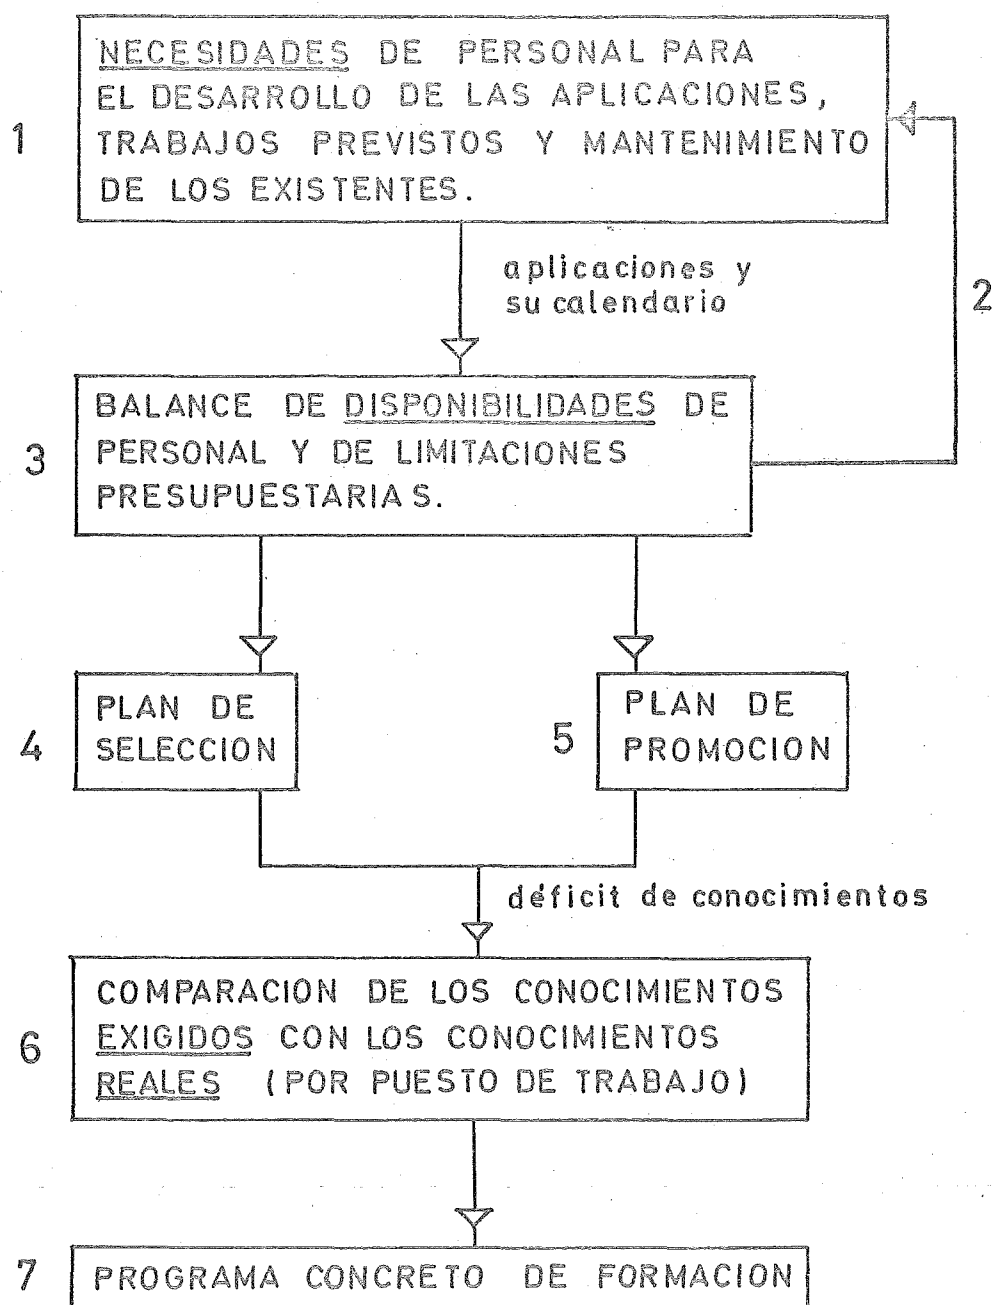 NECESIDADES DE PERSONAL PARA
EL DESARROLLO DE LAS APLICACIONES,
1
TRABAJOS PREVISTOS Y MANTENIMIENTO
DE LOS EXISTENTES.
aplicaciones y
su calendario
2
BALANCE DE DISPONIBILIDADES DE
3
PERSONAL Y DE LIMITACIONES
PRESUPUESTARIAS.
4
PLAN DE
SELECCION
5
PLAN DE
PROMOCION
déficit de conocimientos
COMPARACION DE LOS CONOCIMIENTOS
6
EXIGIDOS CON LOS CONOCIMIENTOS
REALES (POR PUESTO DE TRABAJO)
7
PROGRAMA CONCRETO DE FORMACION